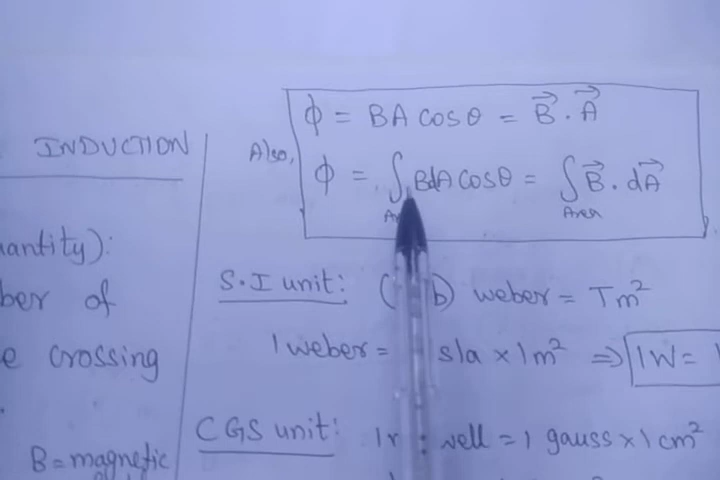 INDUCTION
antity):
ber of
e crossing
B = magnetic
ϕ = BA cosθ = B⃗ . A⃗
Also,
ϕ = ∫ BdA cosθ = ∫ B⃗ . dA⃗
Area
S.I unit: ( b) weber = Tm²
1 weber = sla × 1m² ⇒ 1W =
CGS unit: 1 well = 1 gauss × 1 cm²